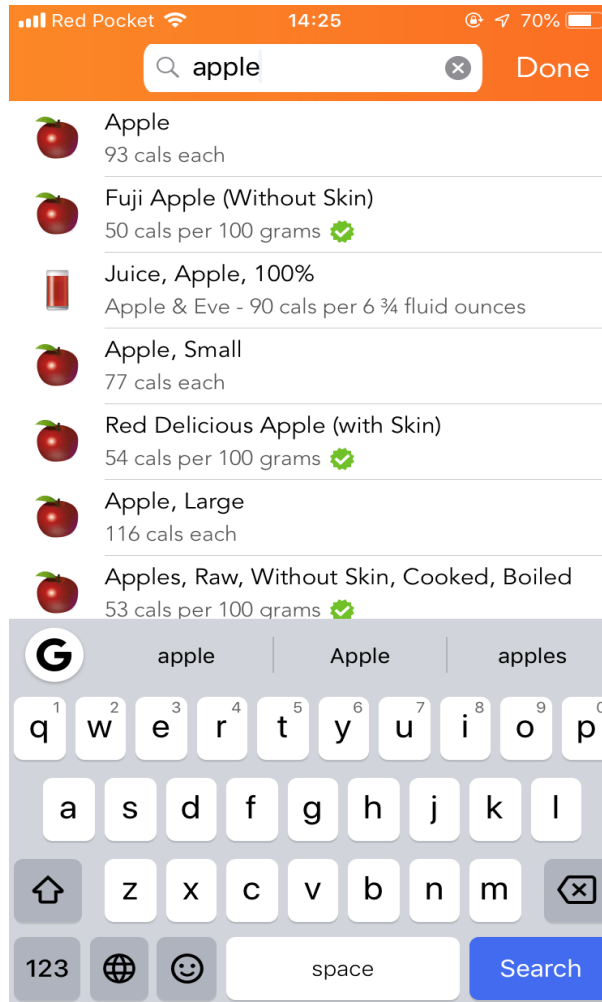 Red Pocket 14:25 70%
apple Done
Apple
93 cals each
Fuji Apple (Without Skin)
50 cals per 100 grams
Juice, Apple, 100%
Apple & Eve - 90 cals per 6 ¾ fluid ounces
Apple, Small
77 cals each
Red Delicious Apple (with Skin)
54 cals per 100 grams
Apple, Large
116 cals each
Apples, Raw, Without Skin, Cooked, Boiled
53 cals per 100 grams
G apple Apple apples
1 2 3 4 5 6 7 8 9 0
q w e r t y u i o p
a s d f g h j k l
z x c v b n m
123 space Search